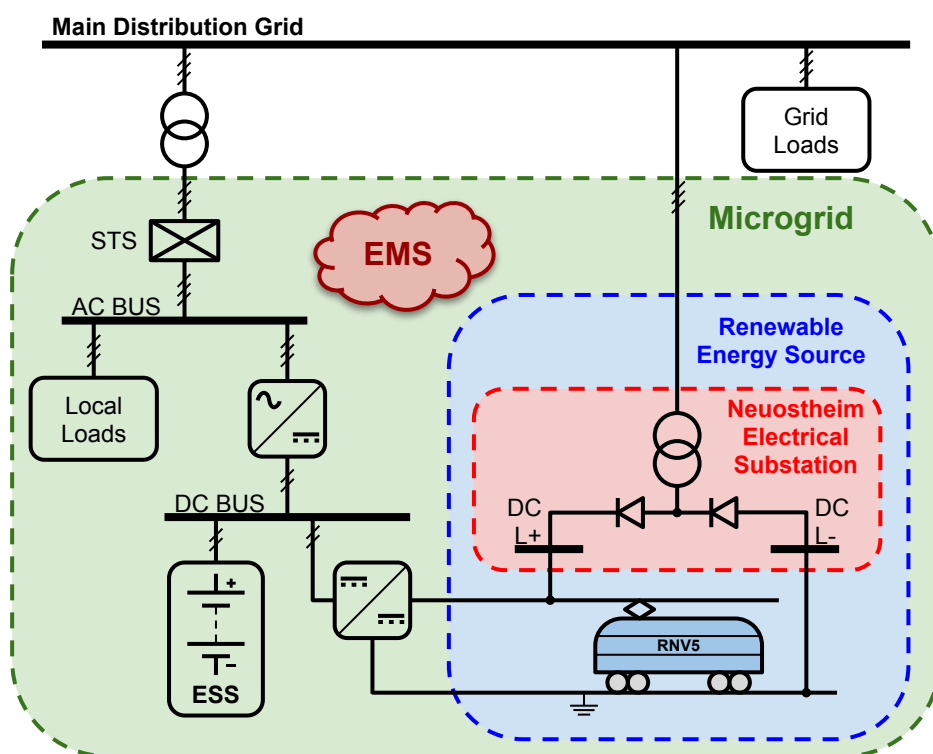 Main Distribution Grid
Grid
Loads
Microgrid
STS
EMS
AC BUS
Renewable
Energy Source
Local
Loads
Neuostheim
Electrical
Substation
DC BUS
DC
L+
DC
L-
+
-
ESS
RNV5